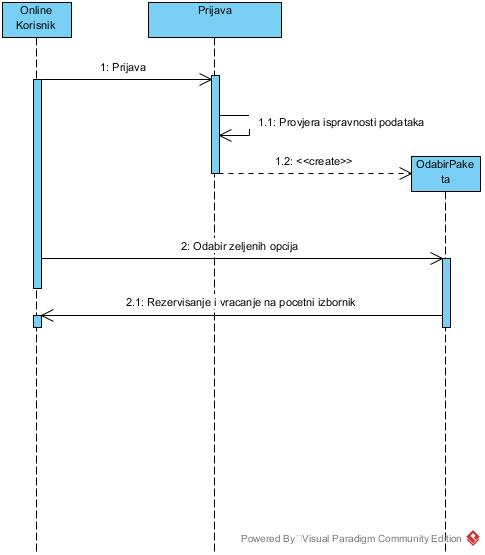 Online
Korisnik
Prijava
1: Prijava
1.1: Provjera ispravnosti podataka
1.2: <<create>>
OdabirPake
ta
2: Odabir zeljenih opcija
2.1: Rezervisanje i vracanje na pocetni izbornik
Powered By Visual Paradigm Community Edition